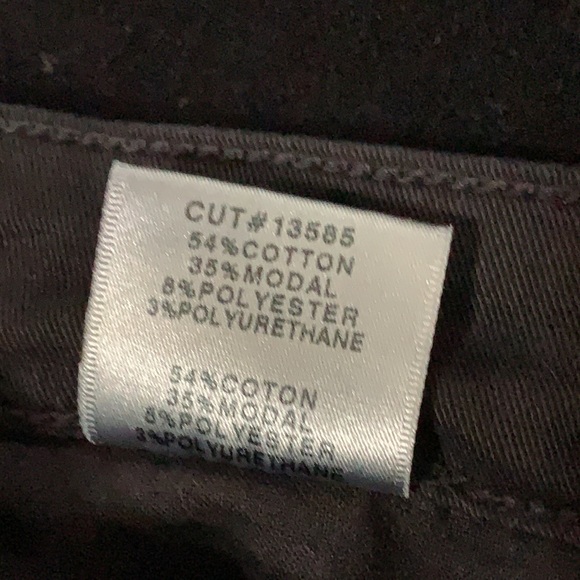 CUT#13585
54%COTTON
35%MODAL
8%POLYESTER
3%POLYURETHANE
54%COTON
35%MODAL
8%POLYESTER
3%POLYURETHANE